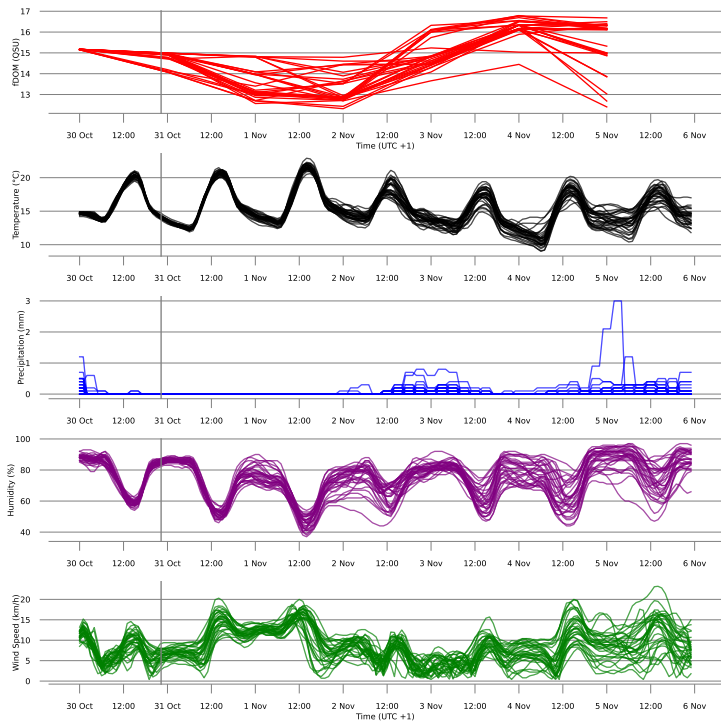 17
16
15
14
13
fDOM (QSU)
30 Oct 12:00 31 Oct 12:00 1 Nov 12:00 2 Nov 12:00 3 Nov 12:00 4 Nov 12:00 5 Nov 12:00 6 Nov
Time (UTC +1)
20
15
10
Temperature (°C)
30 Oct 12:00 31 Oct 12:00 1 Nov 12:00 2 Nov 12:00 3 Nov 12:00 4 Nov 12:00 5 Nov 12:00 6 Nov
3
2
1
0
Precipitation (mm)
30 Oct 12:00 31 Oct 12:00 1 Nov 12:00 2 Nov 12:00 3 Nov 12:00 4 Nov 12:00 5 Nov 12:00 6 Nov
100
80
60
40
Humidity (%)
30 Oct 12:00 31 Oct 12:00 1 Nov 12:00 2 Nov 12:00 3 Nov 12:00 4 Nov 12:00 5 Nov 12:00 6 Nov
20
15
10
5
0
Wind Speed (km/h)
30 Oct 12:00 31 Oct 12:00 1 Nov 12:00 2 Nov 12:00 3 Nov 12:00 4 Nov 12:00 5 Nov 12:00 6 Nov
Time (UTC +1)